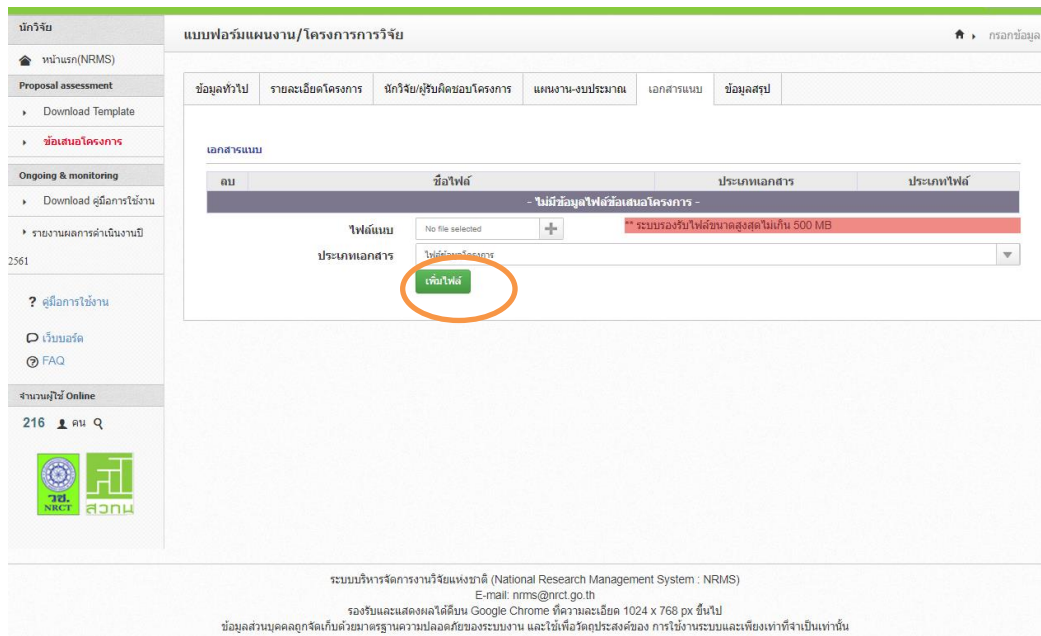 นักวิจัย
แบบฟอร์มแผนงาน/โครงการการวิจัย
กรอกข้อมูล
หน้าแรก(NRMS)
Proposal assessment
Download Template
ข้อเสนอโครงการ
Ongoing & monitoring
Download คู่มือการใช้งาน
รายงานผลการดำเนินงานปี
2561
? คู่มือการใช้งาน
เว็บบอร์ด
FAQ
จำนวนผู้ใช้ Online
216 คน
วช.
NRCT
สวทน
ข้อมูลทั่วไป รายละเอียดโครงการ นักวิจัย/ผู้รับผิดชอบโครงการ แผนงาน-งบประมาณ เอกสารแนบ ข้อมูลสรุป
เอกสารแนบ
ลบ ชื่อไฟล์ ประเภทเอกสาร ประเภทไฟล์
- ไม่มีข้อมูลไฟล์ข้อเสนอโครงการ -
ไฟล์แนบ No file selected ** ระบบรองรับไฟล์ขนาดสูงสุดไม่เกิน 500 MB
ประเภทเอกสาร ไฟล์ข้อมูลโครงการ
เพิ่มไฟล์
ระบบบริหารจัดการงานวิจัยแห่งชาติ (National Research Management System : NRMS)
E-mail: nrms@nrct.go.th
รองรับและแสดงผลได้ดีบน Google Chrome ที่ความละเอียด 1024 x 768 px ขึ้นไป
ข้อมูลส่วนบุคคลถูกจัดเก็บด้วยมาตรฐานความปลอดภัยของระบบงาน และใช้เพื่อวัตถุประสงค์ของ การใช้งานระบบและเพียงเท่าที่จำเป็นเท่านั้น